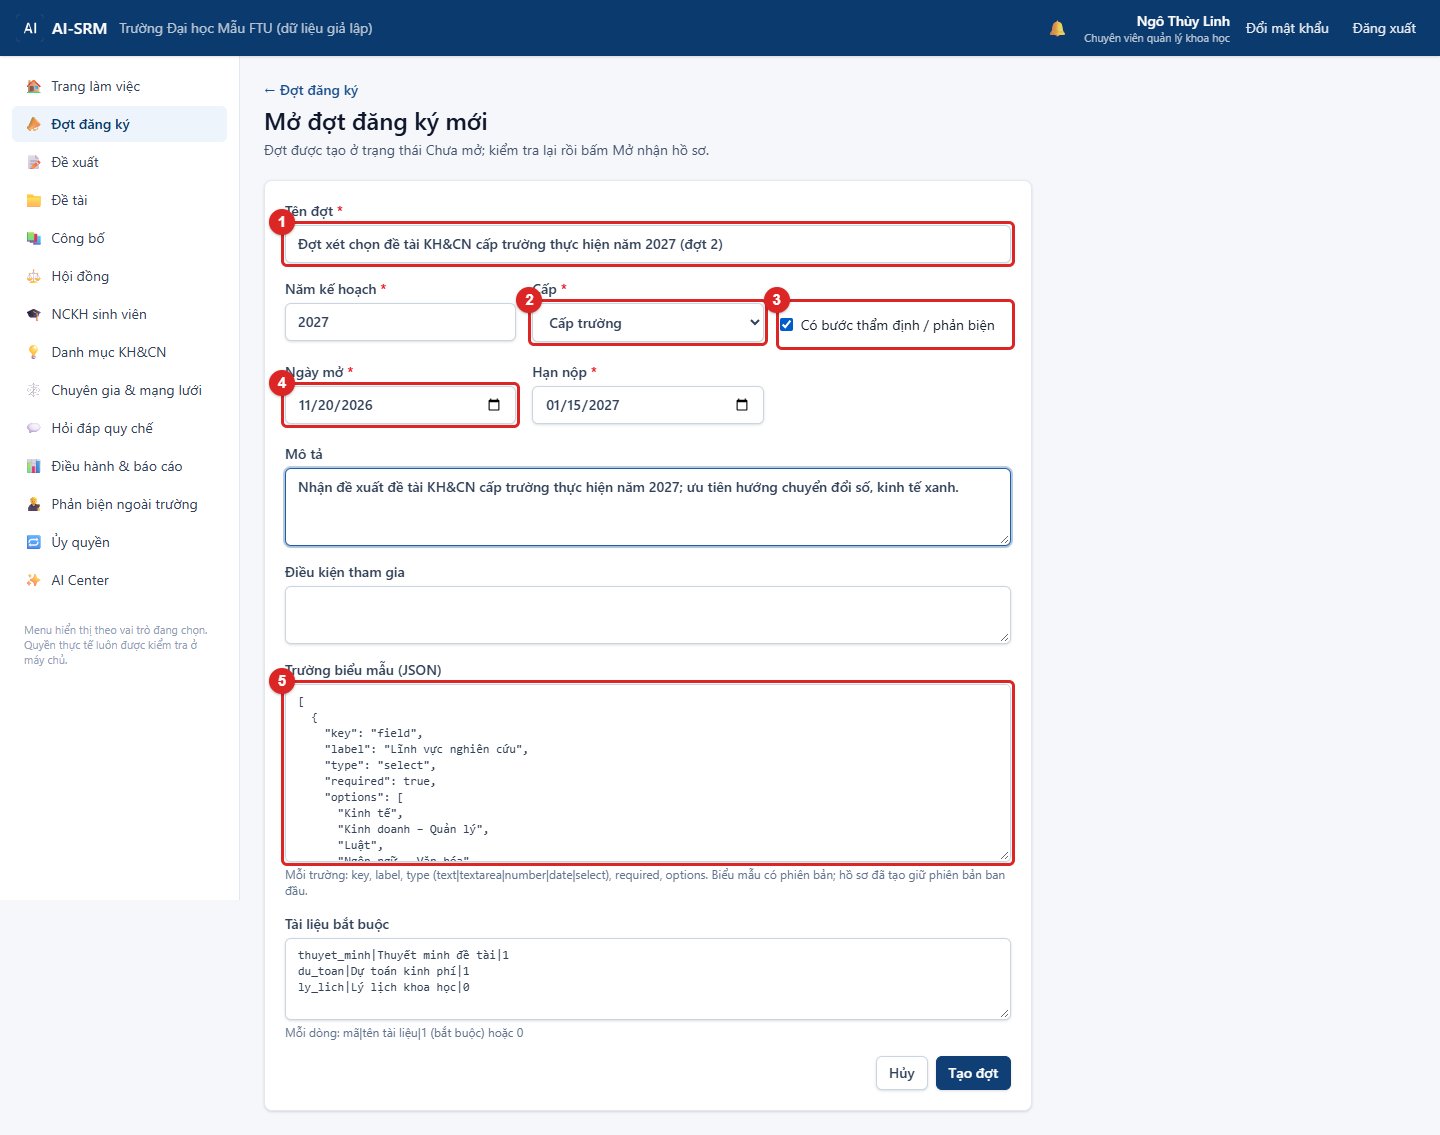 AI AI-SRM Trường Đại học Mẫu FTU (dữ liệu giả lập)
Ngô Thùy Linh
Chuyên viên quản lý khoa học
Đổi mật khẩu
Đăng xuất
Trang làm việc
Đợt đăng ký
Đề xuất
Đề tài
Công bố
Hội đồng
NCKH sinh viên
Danh mục KH&CN
Chuyên gia & mạng lưới
Hỏi đáp quy chế
Điều hành & báo cáo
Phản biện ngoài trường
Ủy quyền
AI Center
Menu hiển thị theo vai trò đang chọn.
Quyền thực tế luôn được kiểm tra ở
máy chủ.
← Đợt đăng ký
Mở đợt đăng ký mới
Đợt được tạo ở trạng thái Chưa mở; kiểm tra lại rồi bấm Mở nhận hồ sơ.
Tên đợt *
1
Đợt xét chọn đề tài KH&CN cấp trường thực hiện năm 2027 (đợt 2)
Năm kế hoạch *
2027
Cấp *
2
Cấp trường
3
Có bước thẩm định / phản biện
Ngày mở *
4
11/20/2026
Hạn nộp *
01/15/2027
Mô tả
Nhận đề xuất đề tài KH&CN cấp trường thực hiện năm 2027; ưu tiên hướng chuyển đổi số, kinh tế xanh.
Điều kiện tham gia
Trường biểu mẫu (JSON)
5
[
{
"key": "field",
"label": "Lĩnh vực nghiên cứu",
"type": "select",
"required": true,
"options": [
"Kinh tế",
"Kinh doanh – Quản lý",
"Luật",
"Ngôn ngữ – Văn hóa"
Mỗi trường: key, label, type (text|textarea|number|date|select), required, options. Biểu mẫu có phiên bản; hồ sơ đã tạo giữ phiên bản ban
đầu.
Tài liệu bắt buộc
thuyet_minh|Thuyết minh đề tài|1
du_toan|Dự toán kinh phí|1
ly_lich|Lý lịch khoa học|0
Mỗi dòng: mã|tên tài liệu|1 (bắt buộc) hoặc 0
Hủy
Tạo đợt